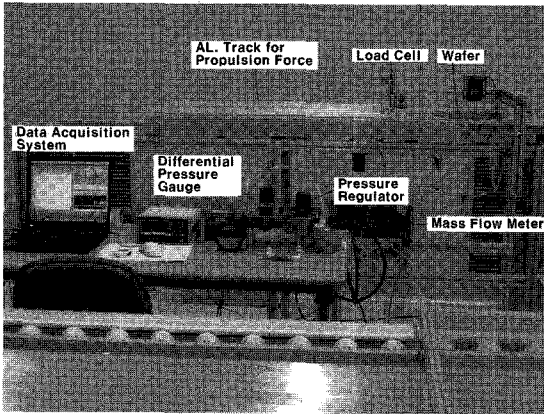 AL. Track for
Propulsion Force
Load Cell
Wafer
Data Acquisition
System
Differential
Pressure
Gauge
Pressure
Regulator
Mass Flow Meter